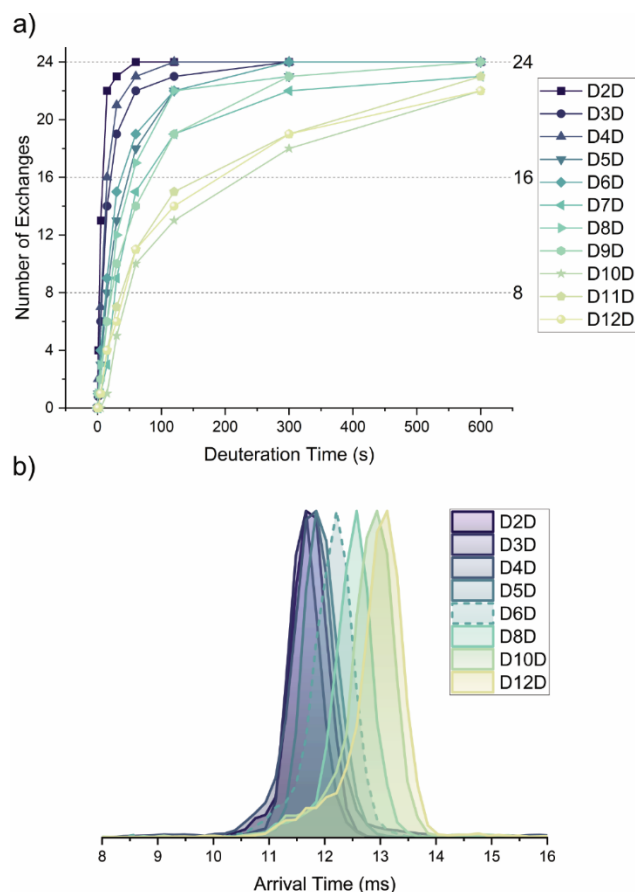 a)
24
20
16
12
8
4
0
Number of Exchanges
0
100
200
300
400
500
600
Deuteration Time (s)
24
16
8
D2D
D3D
D4D
D5D
D6D
D7D
D8D
D9D
D10D
D11D
D12D
b)
D2D
D3D
D4D
D5D
D6D
D8D
D10D
D12D
8
9
10
11
12
13
14
15
16
Arrival Time (ms)